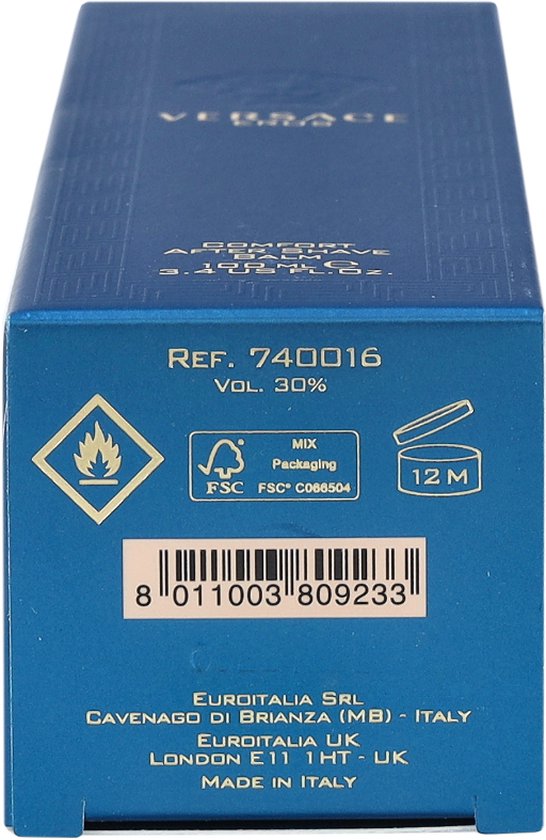 VERSACE
EROS
COMFORT
AFTER SHAVE
BALM
100 ML ℮
3.4 US FL.OZ.
REF. 740016
VOL. 30%
MIX
Packaging
FSC
FSC® C066504
12 M
8 011003 809233
EUROITALIA SRL
CAVENAGO DI BRIANZA (MB) - ITALY
EUROITALIA UK
LONDON E11 1HT - UK
MADE IN ITALY